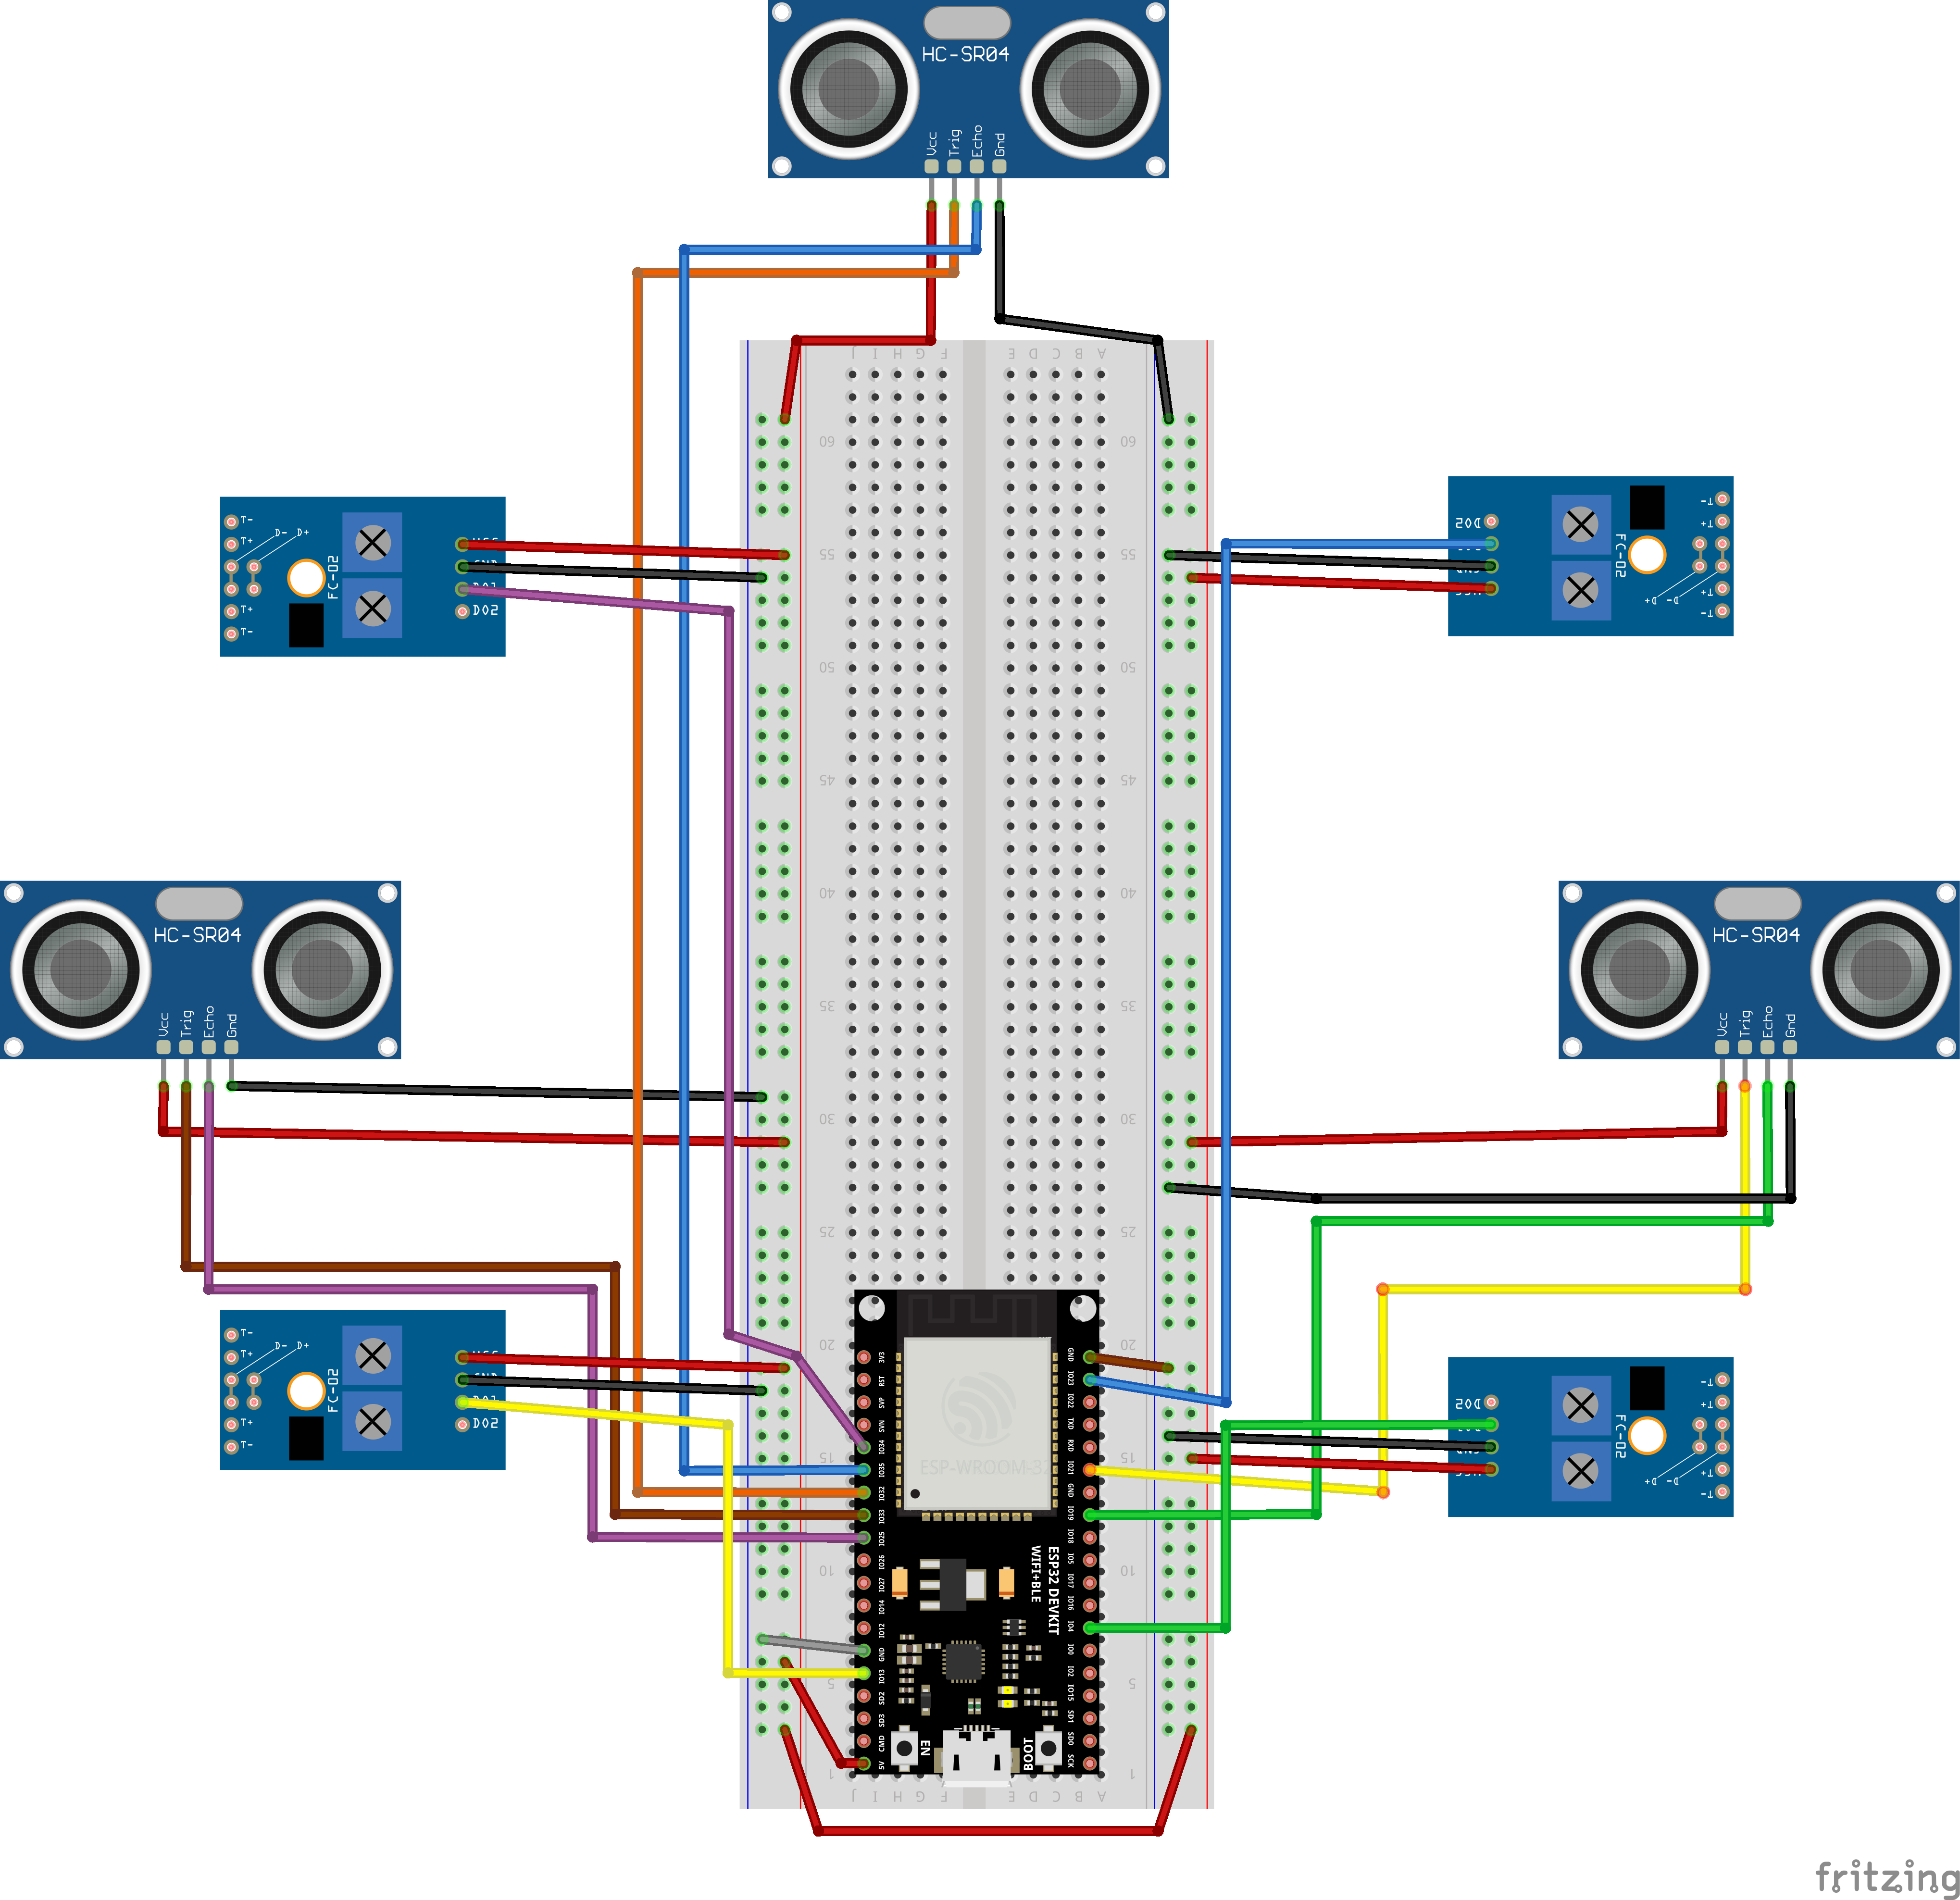 HC-SR04
Vcc
Trig
Echo
Gnd
J I H G F E D C B A
60 60
T-
D- D+
T+
FC-02
DO1
DO2
T+
T-
DO2
FC-02
T-
T+
D+ D-
T+
T-
55 55
50 50
45 45
40 40
HC-SR04
Vcc
Trig
Echo
Gnd
HC-SR04
Vcc
Trig
Echo
Gnd
35 35
30 30
25 25
20 20
T-
D- D+
T+
FC-02
DO1
DO2
T+
T-
DO2
FC-02
T-
T+
D+ D-
T+
T-
15 15
10 10
5 5
1 1
3V3
RST
SVP
SVN
IO34
IO35
IO32
IO33
IO25
IO26
IO27
IO14
IO12
GND
IO13
SD2
SD3
CMD
5V
GND
IO23
IO22
TXD
RXD
IO21
GND
IO19
IO18
IO5
IO17
IO16
IO4
IO0
IO2
IO15
SD1
SD0
SCK
ESP-WROOM-32
ESP32 DEVKIT
WIFI+BLE
EN
BOOT
J I H G F E D C B A
fritzing